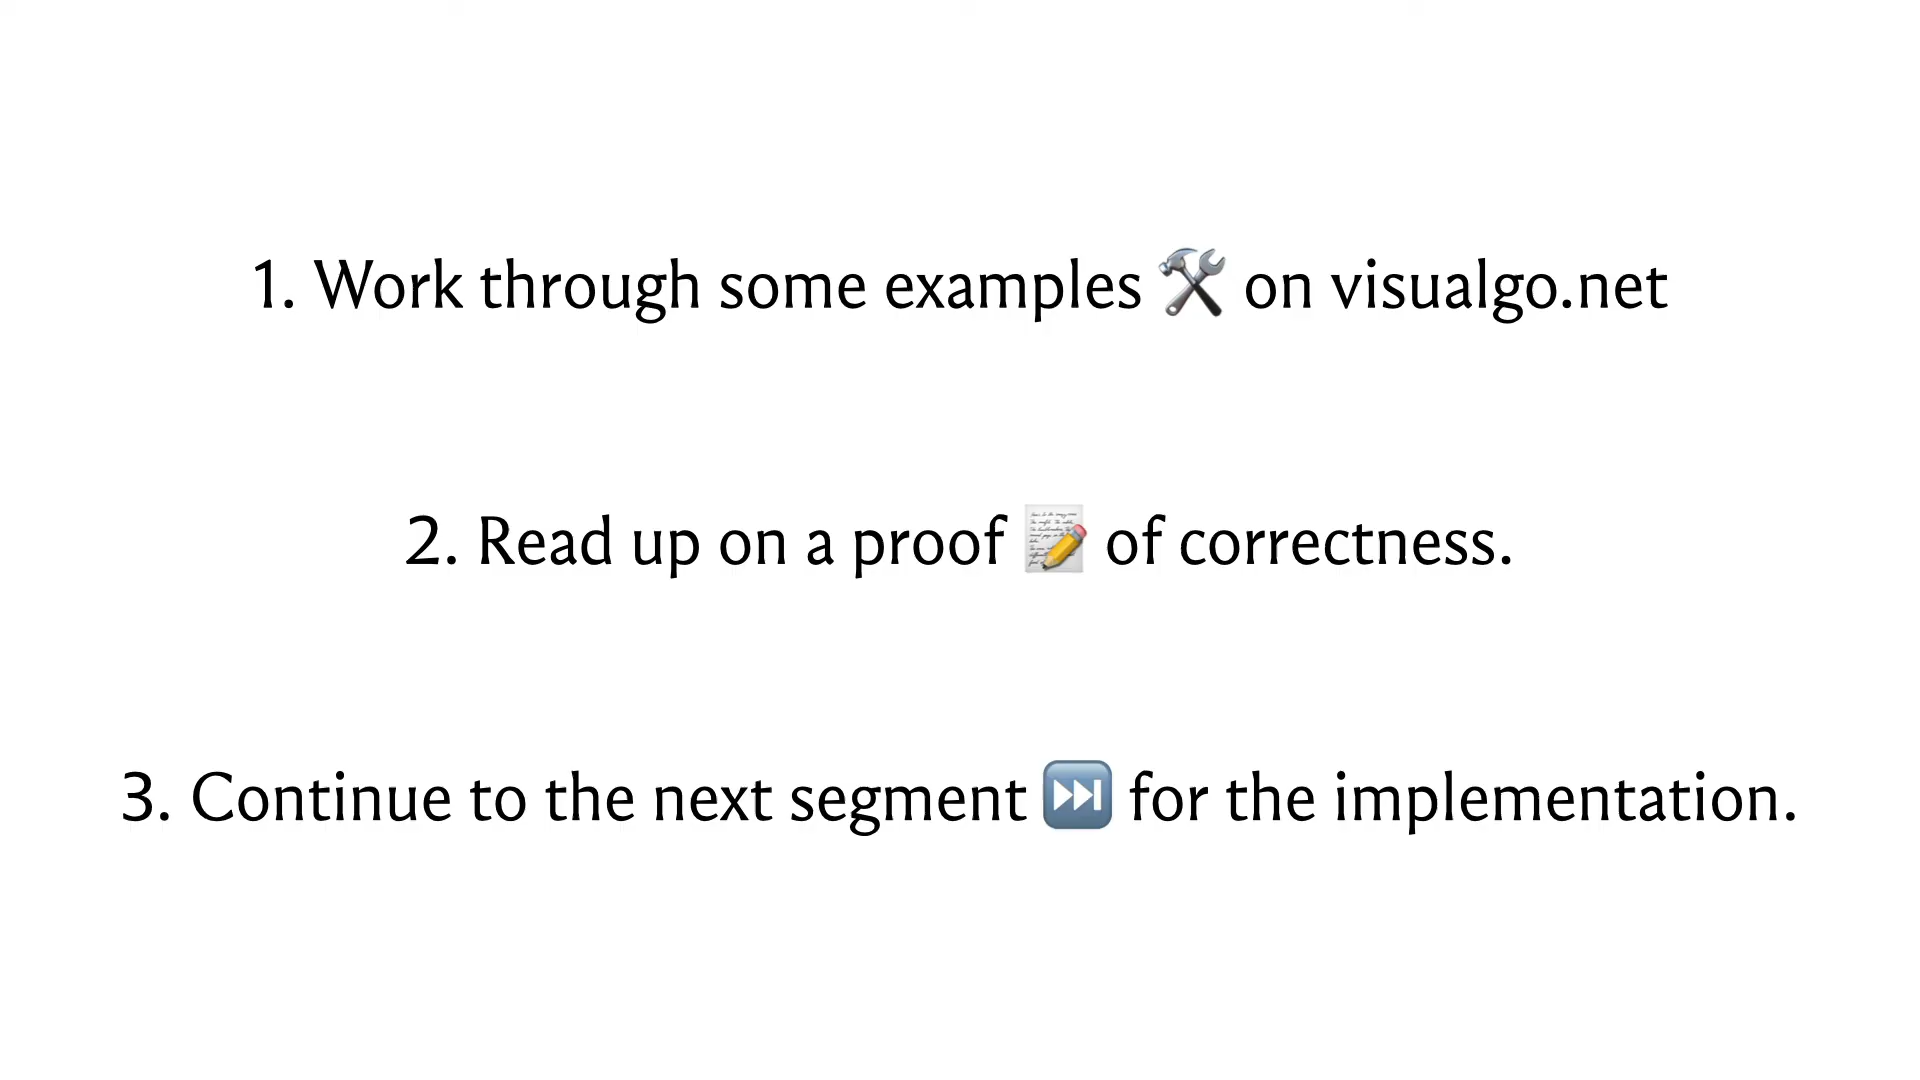 1. Work through some examples 🛠️ on visualgo.net
2. Read up on a proof 📝 of correctness.
3. Continue to the next segment ⏭️ for the implementation.